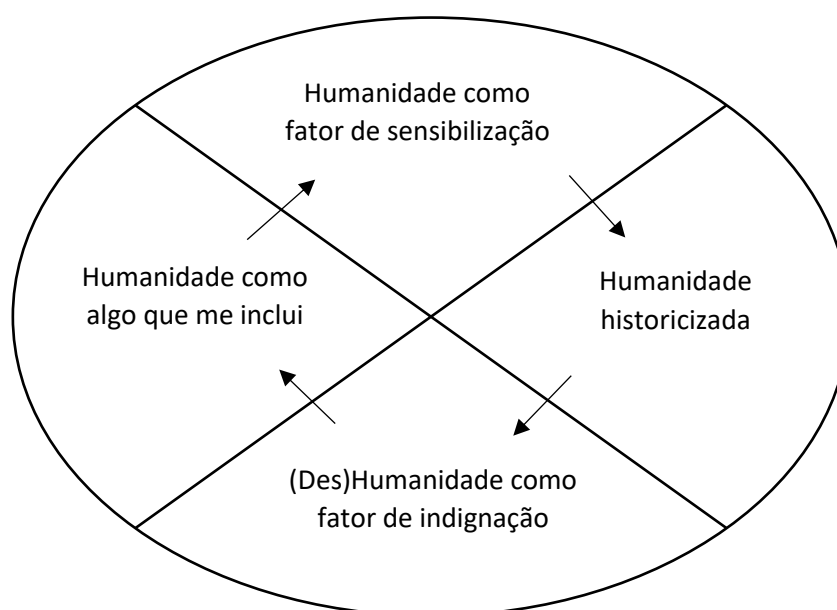 Humanidade como
fator de sensibilização
Humanidade como
algo que me inclui
Humanidade
historicizada
(Des)Humanidade como
fator de indignação